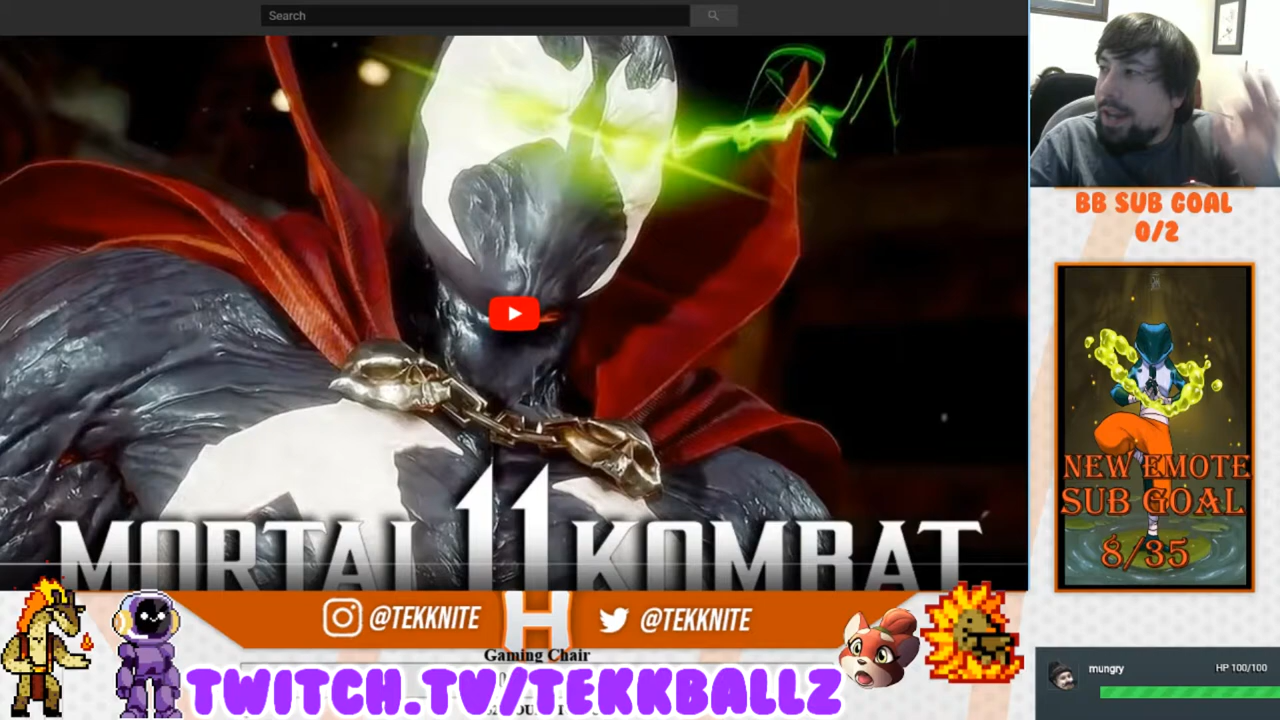 Search
MORTAL 11 KOMBAT
BB SUB GOAL
0/2
NEW EMOTE
SUB GOAL
8/35
@TEKKNITE
@TEKKNITE
Gaming Chair
TWITCH.TV/TEKKBALLZ
mungry
HP 100/100